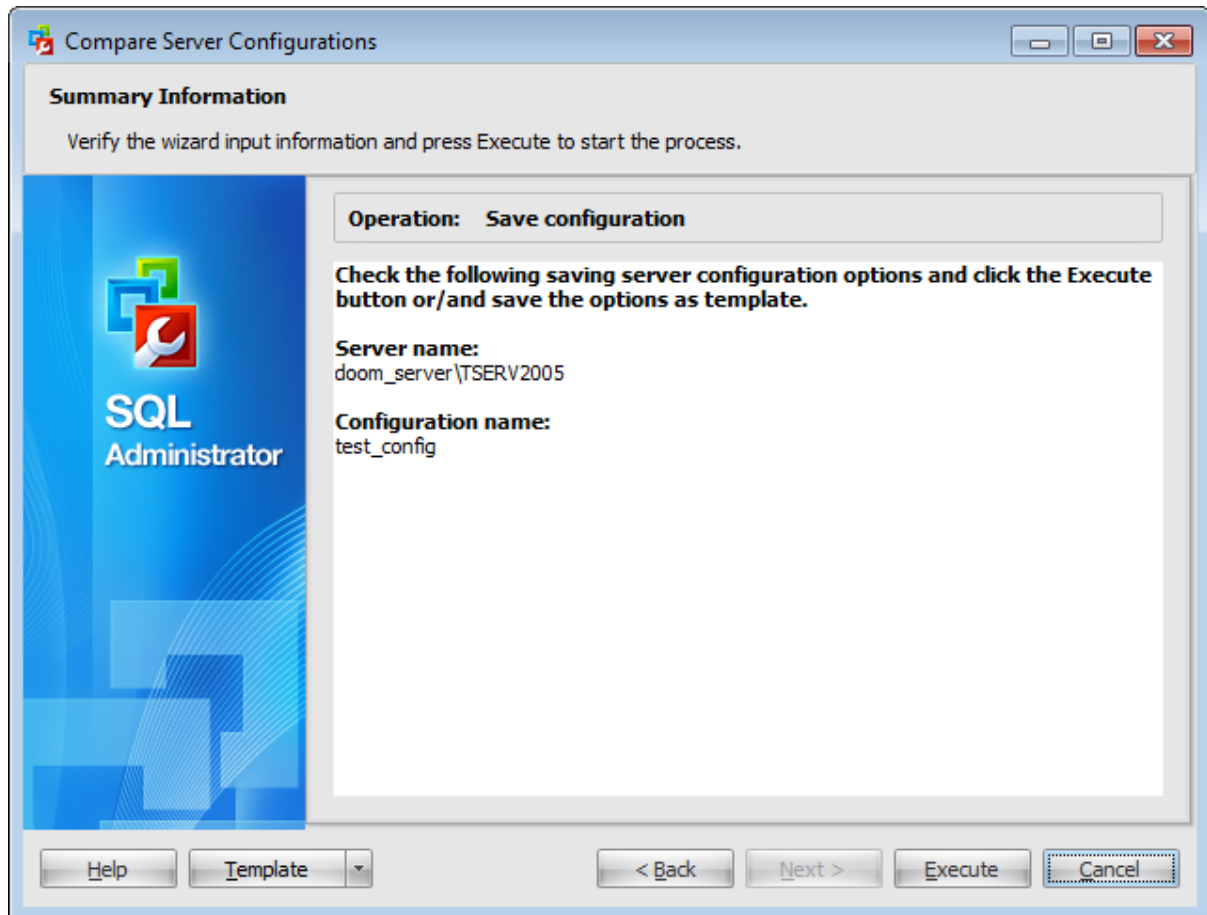 Compare Server Configurations
Summary Information
Verify the wizard input information and press Execute to start the process.
SQL
Administrator
Operation: Save configuration
Check the following saving server configuration options and click the Execute
button or/and save the options as template.
Server name:
doom_server\TSERV2005
Configuration name:
test_config
Help Template < Back Next > Execute Cancel